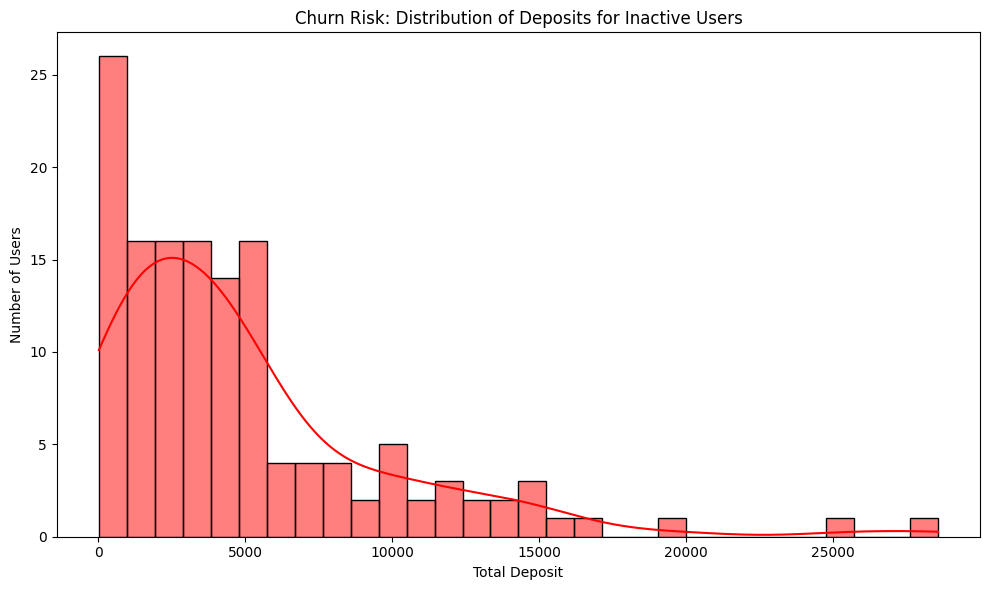 Churn Risk: Distribution of Deposits for Inactive Users
25
20
15
10
5
0
Number of Users
0 5000 10000 15000 20000 25000
Total Deposit